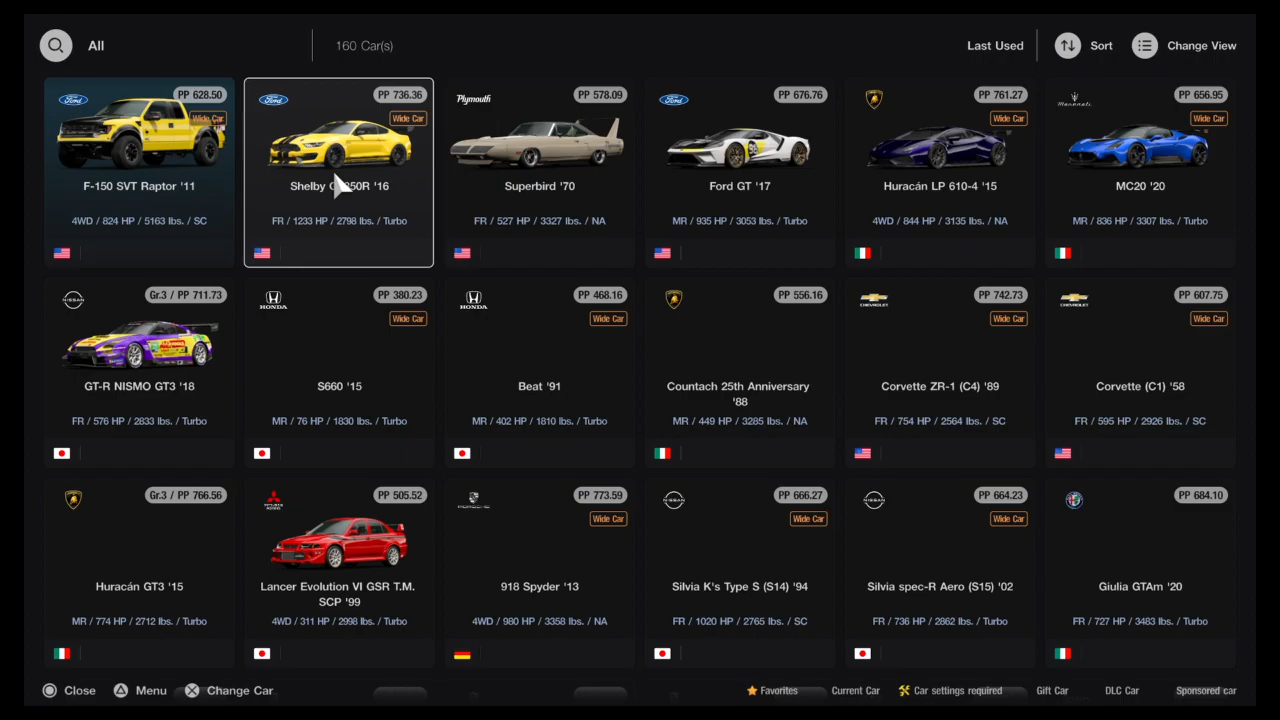 All
160 Car(s)
Last Used
Sort
Change View
Ford
PP 628.50
Wide Car
F-150 SVT Raptor '11
4WD / 824 HP / 5163 lbs. / SC
Ford
PP 736.36
Wide Car
Shelby 50R '16
FR / 1233 HP / 2798 lbs. / Turbo
Plymouth
PP 578.09
Superbird '70
FR / 527 HP / 3327 lbs. / NA
Ford
PP 676.76
Ford GT '17
MR / 935 HP / 3053 lbs. / Turbo
PP 761.27
Wide Car
Huracán LP 610-4 '15
4WD / 844 HP / 3135 lbs. / NA
Maserati
PP 656.95
Wide Car
MC20 '20
MR / 836 HP / 3307 lbs. / Turbo
NISSAN
Gr.3 / PP 711.73
GT-R NISMO GT3 '18
FR / 576 HP / 2833 lbs. / Turbo
HONDA
PP 380.23
Wide Car
S660 '15
MR / 76 HP / 1830 lbs. / Turbo
HONDA
PP 468.16
Wide Car
Beat '91
MR / 402 HP / 1810 lbs. / Turbo
PP 556.16
Countach 25th Anniversary
'88
MR / 449 HP / 3285 lbs. / NA
CHEVROLET
PP 742.73
Wide Car
Corvette ZR-1 (C4) '89
FR / 754 HP / 2564 lbs. / SC
CHEVROLET
PP 607.75
Wide Car
Corvette (C1) '58
FR / 595 HP / 2926 lbs. / SC
Gr.3 / PP 766.56
Huracán GT3 '15
MR / 774 HP / 2712 lbs. / Turbo
PP 505.52
Lancer Evolution VI GSR T.M.
SCP '99
4WD / 311 HP / 2998 lbs. / Turbo
PORSCHE
PP 773.59
Wide Car
918 Spyder '13
4WD / 980 HP / 3358 lbs. / NA
NISSAN
PP 666.27
Wide Car
Silvia K's Type S (S14) '94
FR / 1020 HP / 2765 lbs. / SC
NISSAN
PP 664.23
Wide Car
Silvia spec-R Aero (S15) '02
FR / 736 HP / 2862 lbs. / Turbo
PP 684.10
Giulia GTAm '20
FR / 727 HP / 3483 lbs. / Turbo
Close
Menu
Change Car
Favorites
Current Car
Car settings required
Gift Car
DLC Car
Sponsored car